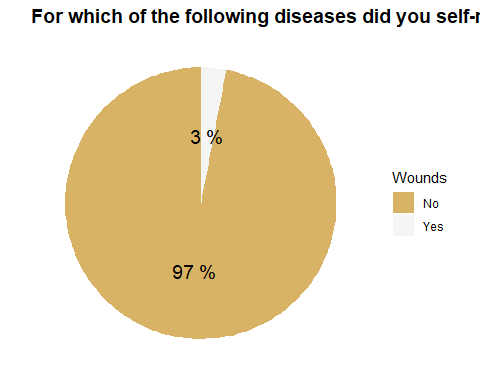 For which of the following diseases did you self-
3 %
97 %
Wounds
No
Yes